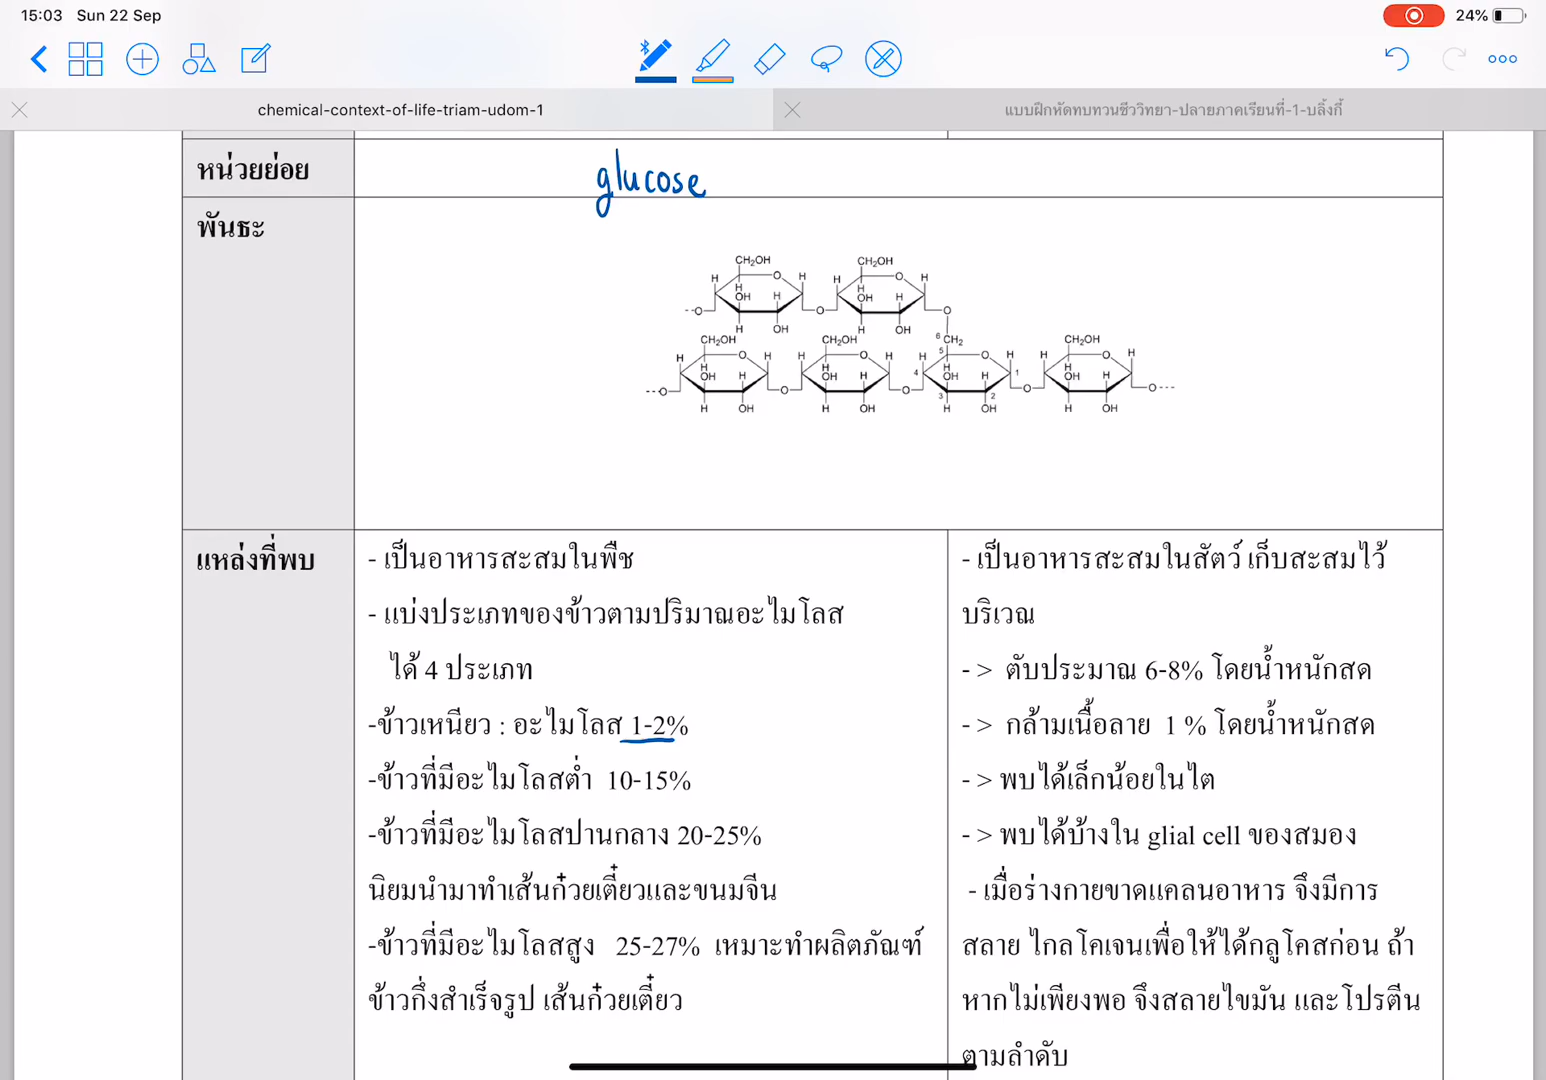 15:03 Sun 22 Sep
24%
chemical-context-of-life-triam-udom-1
แบบฝึกหัดทบทวนชีววิทยา-ปลายภาคเรียนที่-1-บลิ้งกี้
หน่วยย่อย
glucose
พันธะ
CH₂OH CH₂OH
H O H H O H
H H
OH H OH H
--O O O
H OH H OH
6 CH₂
CH₂OH CH₂OH 5 CH₂OH
H O H H O H H O H H O H
H H H H
OH H OH H 4 OH H 1 OH H
--O O O 3 2 O O---
H OH H OH H OH H OH
แหล่งที่พบ
- เป็นอาหารสะสมในพืช
- แบ่งประเภทของข้าวตามปริมาณอะไมโลส
ได้ 4 ประเภท
-ข้าวเหนียว : อะไมโลส 1-2%
-ข้าวที่มีอะไมโลสต่ำ 10-15%
-ข้าวที่มีอะไมโลสปานกลาง 20-25%
นิยมนำมาทำเส้นก๋วยเตี๋ยวและขนมจีน
-ข้าวที่มีอะไมโลสสูง 25-27% เหมาะทำผลิตภัณฑ์
ข้าวกึ่งสำเร็จรูป เส้นก๋วยเตี๋ยว
- เป็นอาหารสะสมในสัตว์ เก็บสะสมไว้
บริเวณ
- > ตับประมาณ 6-8% โดยน้ำหนักสด
- > กล้ามเนื้อลาย 1 % โดยน้ำหนักสด
- > พบได้เล็กน้อยในไต
- > พบได้บ้างใน glial cell ของสมอง
- เมื่อร่างกายขาดแคลนอาหาร จึงมีการ
สลาย ไกลโคเจนเพื่อให้ได้กลูโคสก่อน ถ้า
หากไม่เพียงพอ จึงสลายไขมัน และโปรตีน
ตามลำดับ